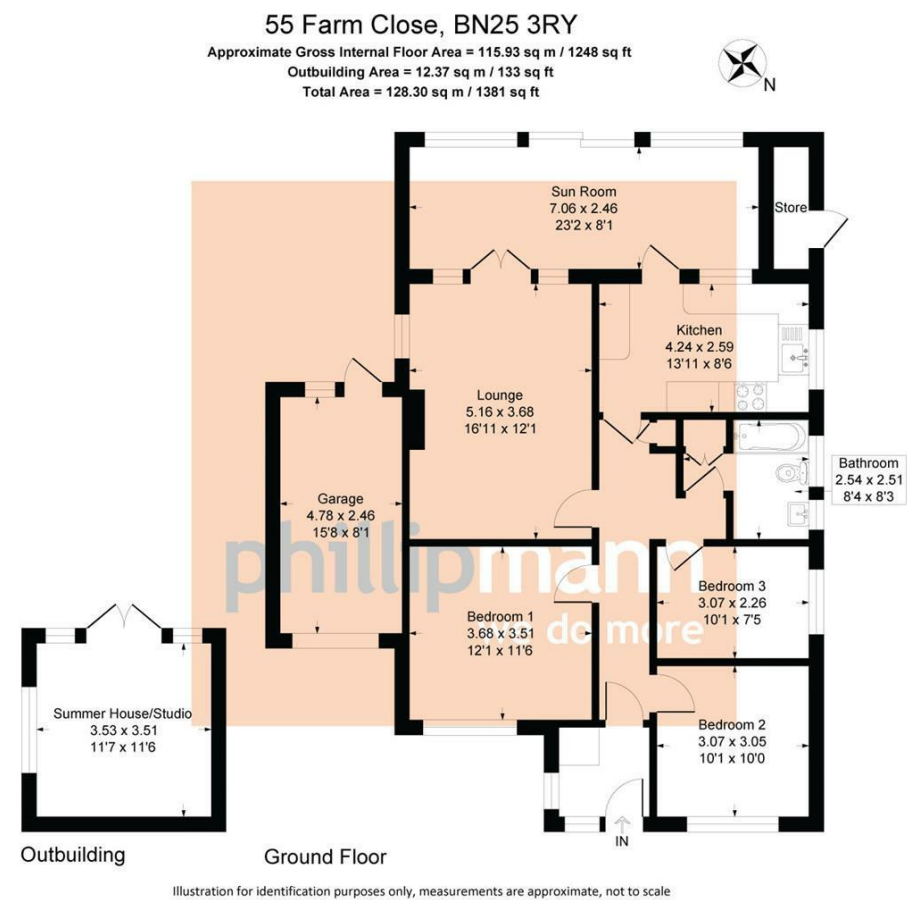 55 Farm Close, BN25 3RY
Approximate Gross Internal Floor Area = 115.93 sq m / 1248 sq ft
Outbuilding Area = 12.37 sq m / 133 sq ft
Total Area = 128.30 sq m / 1381 sq ft
N
Sun Room
7.06 x 2.46
23'2 x 8'1
Store
Kitchen
4.24 x 2.59
13'11 x 8'6
Lounge
5.16 x 3.68
16'11 x 12'1
Bathroom
2.54 x 2.51
8'4 x 8'3
Garage
4.78 x 2.46
15'8 x 8'1
phillipmann
we do more
Bedroom 3
3.07 x 2.26
10'1 x 7'5
Bedroom 1
3.68 x 3.51
12'1 x 11'6
Summer House/Studio
3.53 x 3.51
11'7 x 11'6
Bedroom 2
3.07 x 3.05
10'1 x 10'0
IN
Outbuilding
Ground Floor
Illustration for identification purposes only, measurements are approximate, not to scale